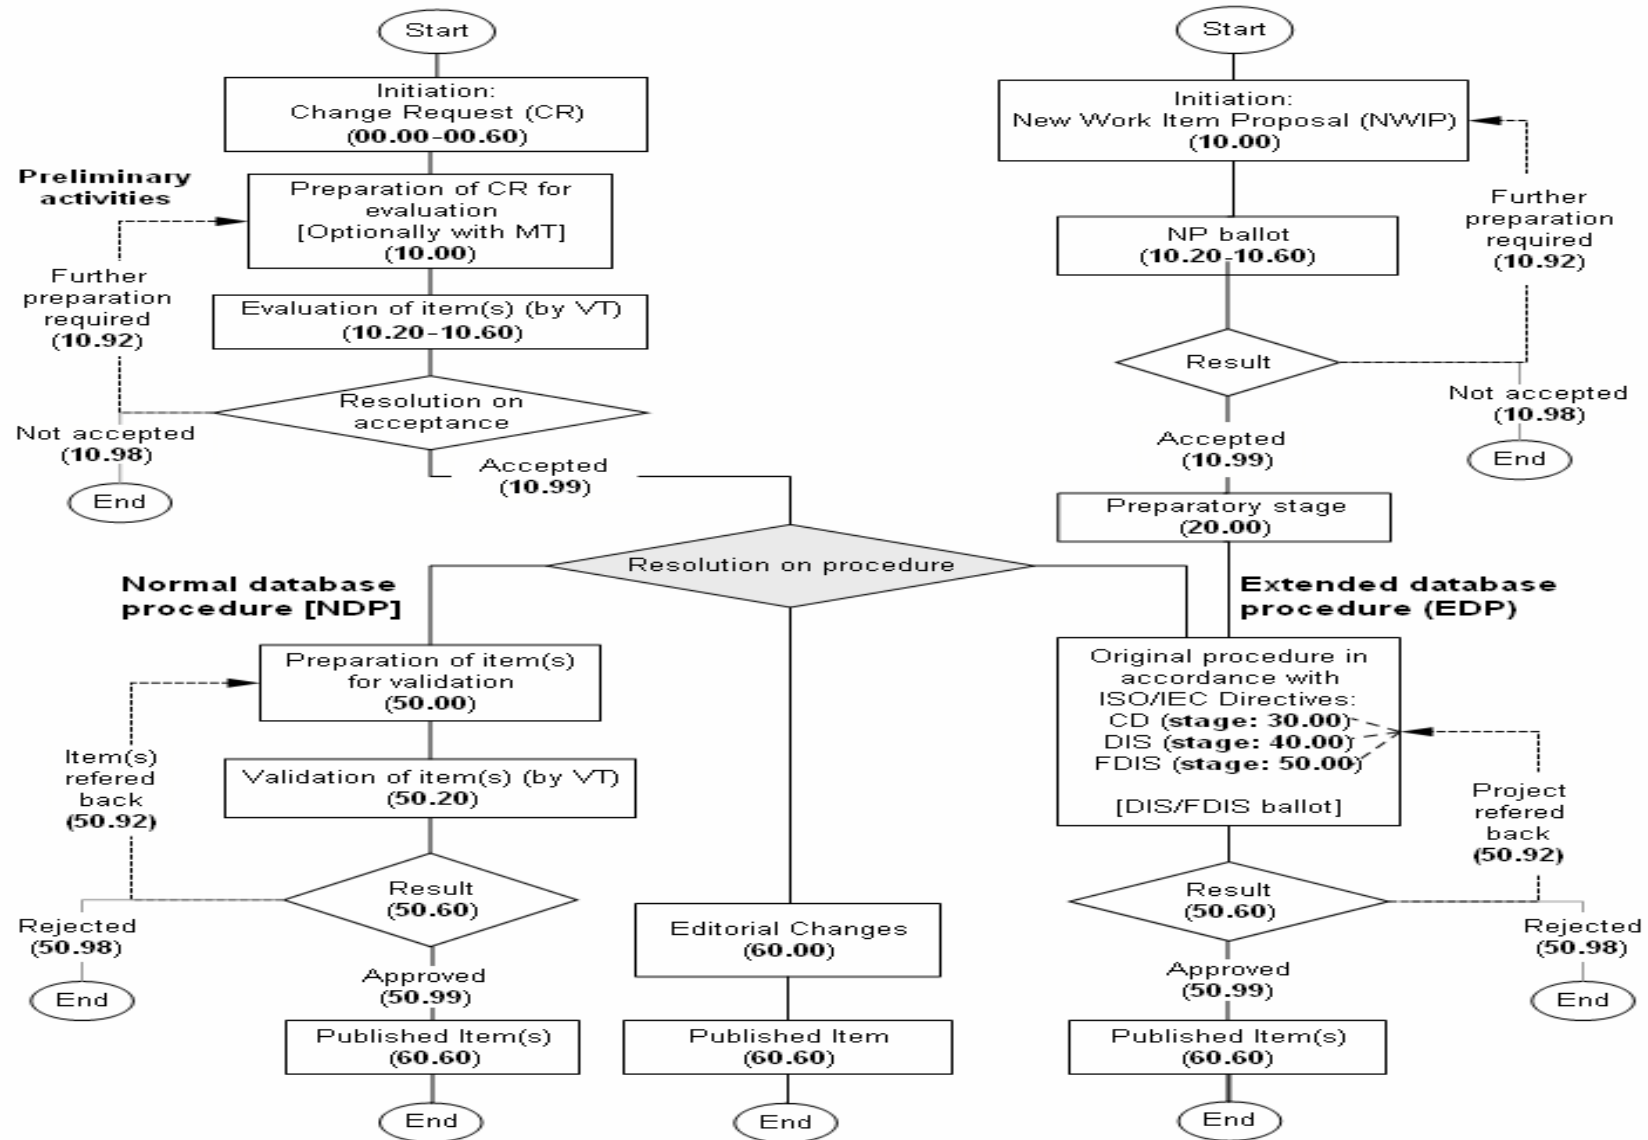 Start
Initiation:
Change Request (CR)
(00.00-00.60)
Preliminary
activities
Preparation of CR for
evaluation
[Optionally with MT]
(10.00)
Further
preparation
required
(10.92)
Evaluation of item(s) (by VT)
(10.20-10.60)
Resolution on
acceptance
Not accepted
(10.98)
End
Accepted
(10.99)
Start
Initiation:
New Work Item Proposal (NWIP)
(10.00)
NP ballot
(10.20-10.60)
Further
preparation
required
(10.92)
Result
Not accepted
(10.98)
End
Accepted
(10.99)
Preparatory stage
(20.00)
Resolution on procedure
Normal database
procedure [NDP]
Preparation of item(s)
for validation
(50.00)
Item(s)
refered
back
(50.92)
Validation of item(s) (by VT)
(50.20)
Result
(50.60)
Rejected
(50.98)
End
Approved
(50.99)
Published Item(s)
(60.60)
End
Editorial Changes
(60.00)
Published Item
(60.60)
End
Extended database
procedure (EDP)
Original procedure in
accordance with
ISO/IEC Directives:
CD (stage: 30.00)
DIS (stage: 40.00)
FDIS (stage: 50.00)
[DIS/FDIS ballot]
Project
refered
back
(50.92)
Result
(50.60)
Rejected
(50.98)
End
Approved
(50.99)
Published Item(s)
(60.60)
End